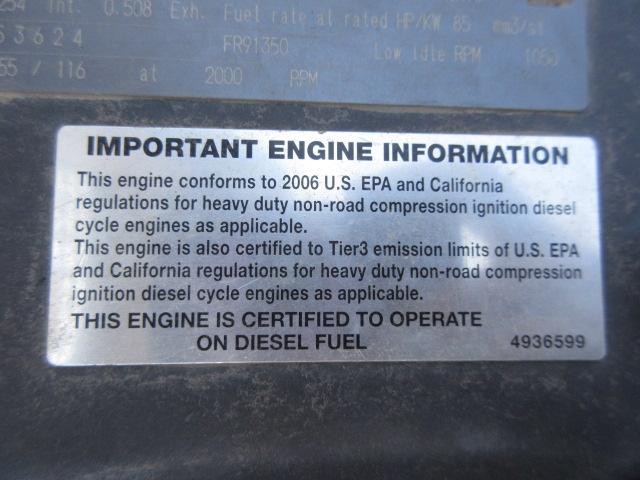 254 Int. 0.508 Exh. Fuel rate at rated HP/KW 85 mm3/st
53624 FR91350 Low Idle RPM 1050
55 / 116 at 2000 RPM
IMPORTANT ENGINE INFORMATION
This engine conforms to 2006 U.S. EPA and California
regulations for heavy duty non-road compression ignition diesel
cycle engines as applicable.
This engine is also certified to Tier3 emission limits of U.S. EPA
and California regulations for heavy duty non-road compression
ignition diesel cycle engines as applicable.
THIS ENGINE IS CERTIFIED TO OPERATE
ON DIESEL FUEL 4936599